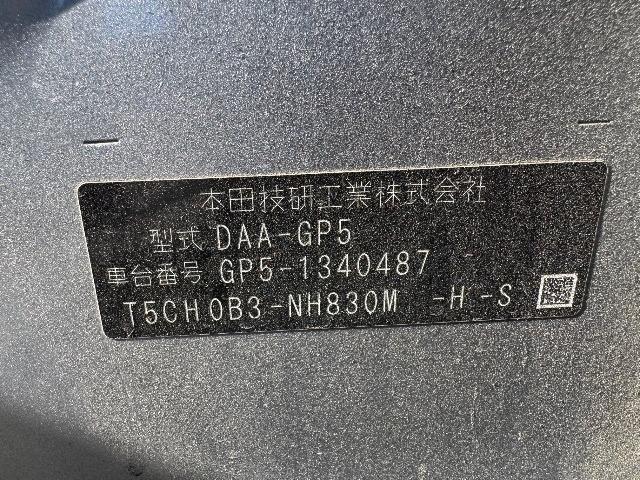 本田技研工業株式会社
型式 DAA-GP5
車台番号 GP5-1340487
T5CH0B3-NH830M -H -S